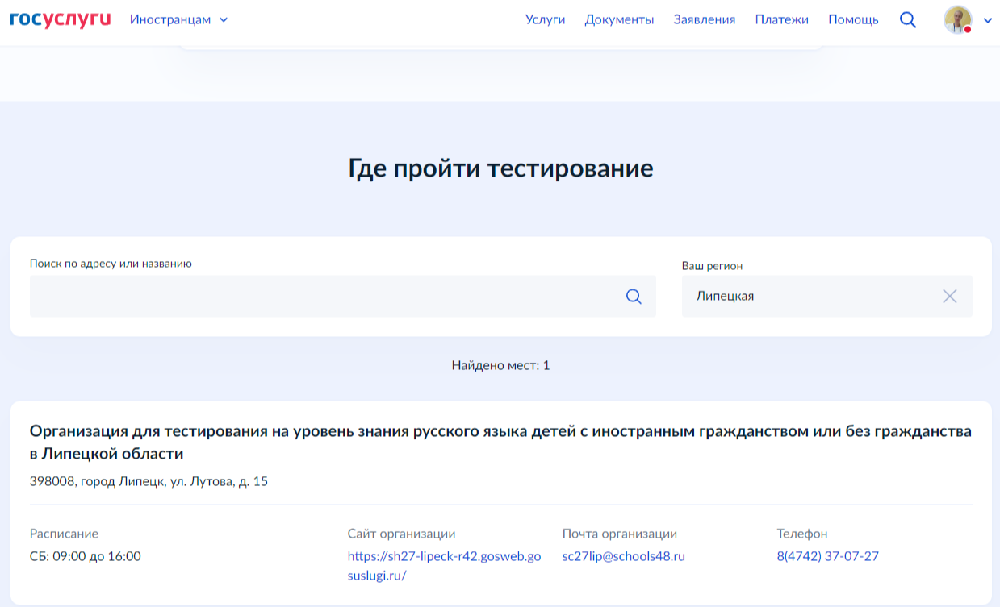 госуслуги Иностранцам Услуги Документы Заявления Платежи Помощь
Где пройти тестирование
Поиск по адресу или названию
Ваш регион
Липецкая
Найдено мест: 1
Организация для тестирования на уровень знания русского языка детей с иностранным гражданством или без гражданства
в Липецкой области
398008, город Липецк, ул. Лутова, д. 15
Расписание
СБ: 09:00 до 16:00
Сайт организации
https://sh27-lipeck-r42.gosweb.go
suslugi.ru/
Почта организации
sc27lip@schools48.ru
Телефон
8(4742) 37-07-27